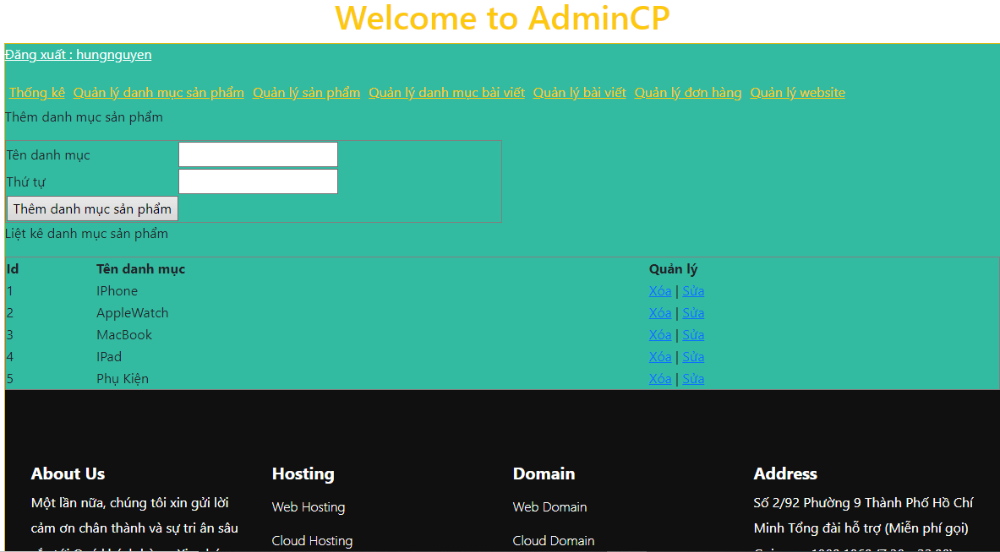 Welcome to AdminCP
Đăng xuất : hungnguyen
Thống kê Quản lý danh mục sản phẩm Quản lý sản phẩm Quản lý danh mục bài viết Quản lý bài viết Quản lý đơn hàng Quản lý website
Thêm danh mục sản phẩm
Tên danh mục
Thứ tự
Thêm danh mục sản phẩm
Liệt kê danh mục sản phẩm
Id Tên danh mục Quản lý
1 IPhone Xóa | Sửa
2 AppleWatch Xóa | Sửa
3 MacBook Xóa | Sửa
4 IPad Xóa | Sửa
5 Phụ Kiện Xóa | Sửa
About Us
Một lần nữa, chúng tôi xin gửi lời
cảm ơn chân thành và sự tri ân sâu
Hosting
Web Hosting
Cloud Hosting
Domain
Web Domain
Cloud Domain
Address
Số 2/92 Phường 9 Thành Phố Hồ Chí
Minh Tổng đài hỗ trợ (Miễn phí gọi)